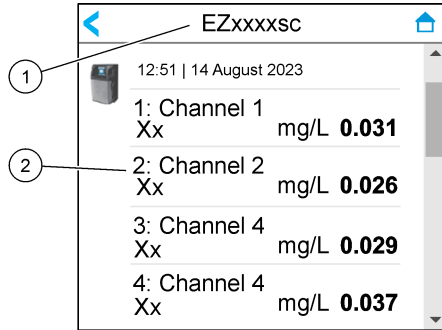 EZxxxxsc
1
12:51 | 14 August 2023
1: Channel 1
Xx mg/L 0.031
2
2: Channel 2
Xx mg/L 0.026
3: Channel 4
Xx mg/L 0.029
4: Channel 4
Xx mg/L 0.037